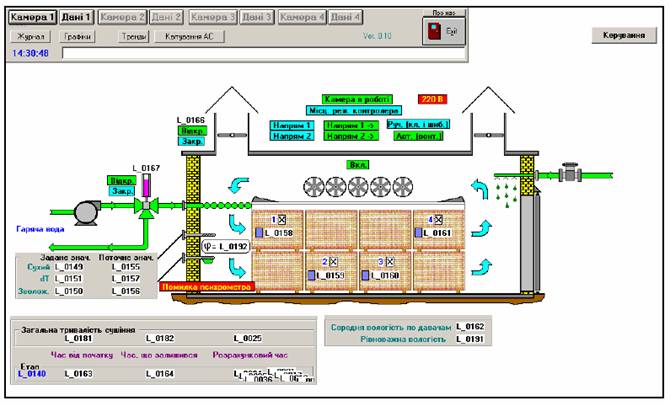 Про нас
Камера 1 Дані 1 Камера 2 Дані 2 Камера 3 Дані 3 Камера 4 Дані 4
Exit
Журнал Графіки Тренди Керування АС Ver. 0.10
Керування
14:30:48
Камера в роботі 220 В
Місц. реж. контролера
L_0166
Відкр.
Закр.
Напрям 1 Напрям 1 -> Руч. (кл. і шиб.)
Напрям 2 Напрям 2 -> Авт. (вент.)
Вкл.
L_0167
Відкр.
Закр.
1 L_0158
4 L_0161
Гаряча вода
φ = L_0192
2 L_0159
3 L_0160
Задане знач. Поточне знач.
Сухий L_0149 L_0155
dT L_0151 L_0157
Зволож. L_0150 L_0156
Помилка психрометра
Загальна тривалість сушіння
L_0181 L_0182 L_0025
Час від початку Час, що залишився Розрахунковий час
Етап
L_0140 L_0163 L_0164
Середня вологість по давачам L_0162
Рівноважна вологість L_0191